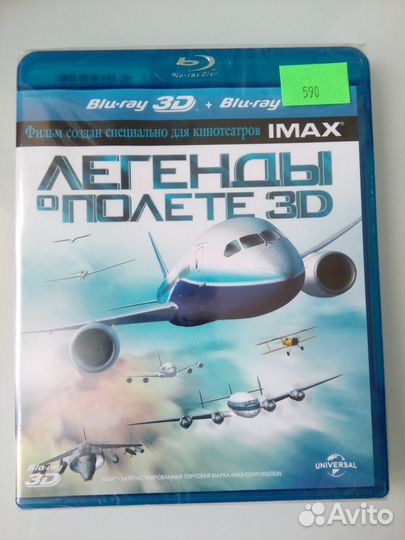 Blu-ray Disc
590
Blu-ray 3D + Blu-ray
Фильм создан специально для кинотеатров IMAX®
ЛЕГЕНДЫ
О ПОЛЕТЕ 3D
Blu-ray
3D
IMAX® - ЗАРЕГИСТРИРОВАННАЯ ТОРГОВАЯ МАРКА IMAX CORPORATION
UNIVERSAL
Avito